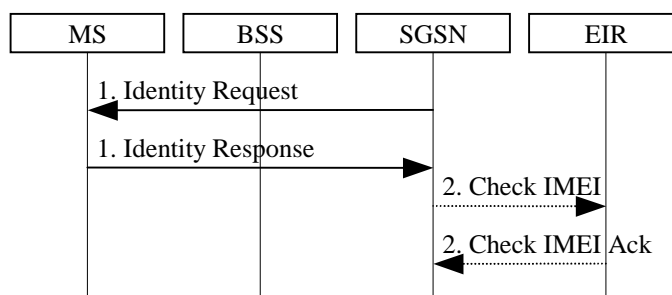 MS BSS SGSN EIR
1. Identity Request
1. Identity Response
2. Check IMEI
2. Check IMEI Ack